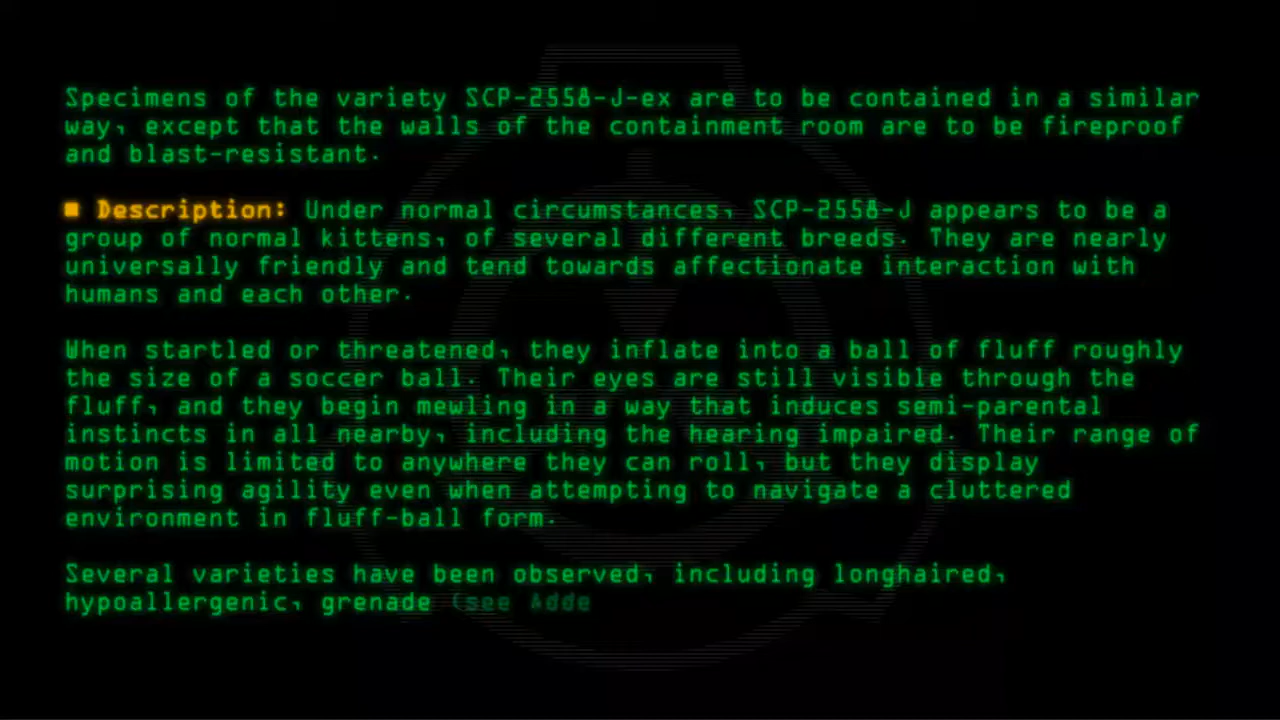 Specimens of the variety SCP-2558-J-ex are to be contained in a similar
way, except that the walls of the containment room are to be fireproof
and blast-resistant.
■ Description: Under normal circumstances, SCP-2558-J appears to be a
group of normal kittens, of several different breeds. They are nearly
universally friendly and tend towards affectionate interaction with
humans and each other.
When startled or threatened, they inflate into a ball of fluff roughly
the size of a soccer ball. Their eyes are still visible through the
fluff, and they begin mewling in a way that induces semi-parental
instincts in all nearby, including the hearing impaired. Their range of
motion is limited to anywhere they can roll, but they display
surprising agility even when attempting to navigate a cluttered
environment in fluff-ball form.
Several varieties have been observed, including longhaired,
hypoallergenic, grenade (see Adde